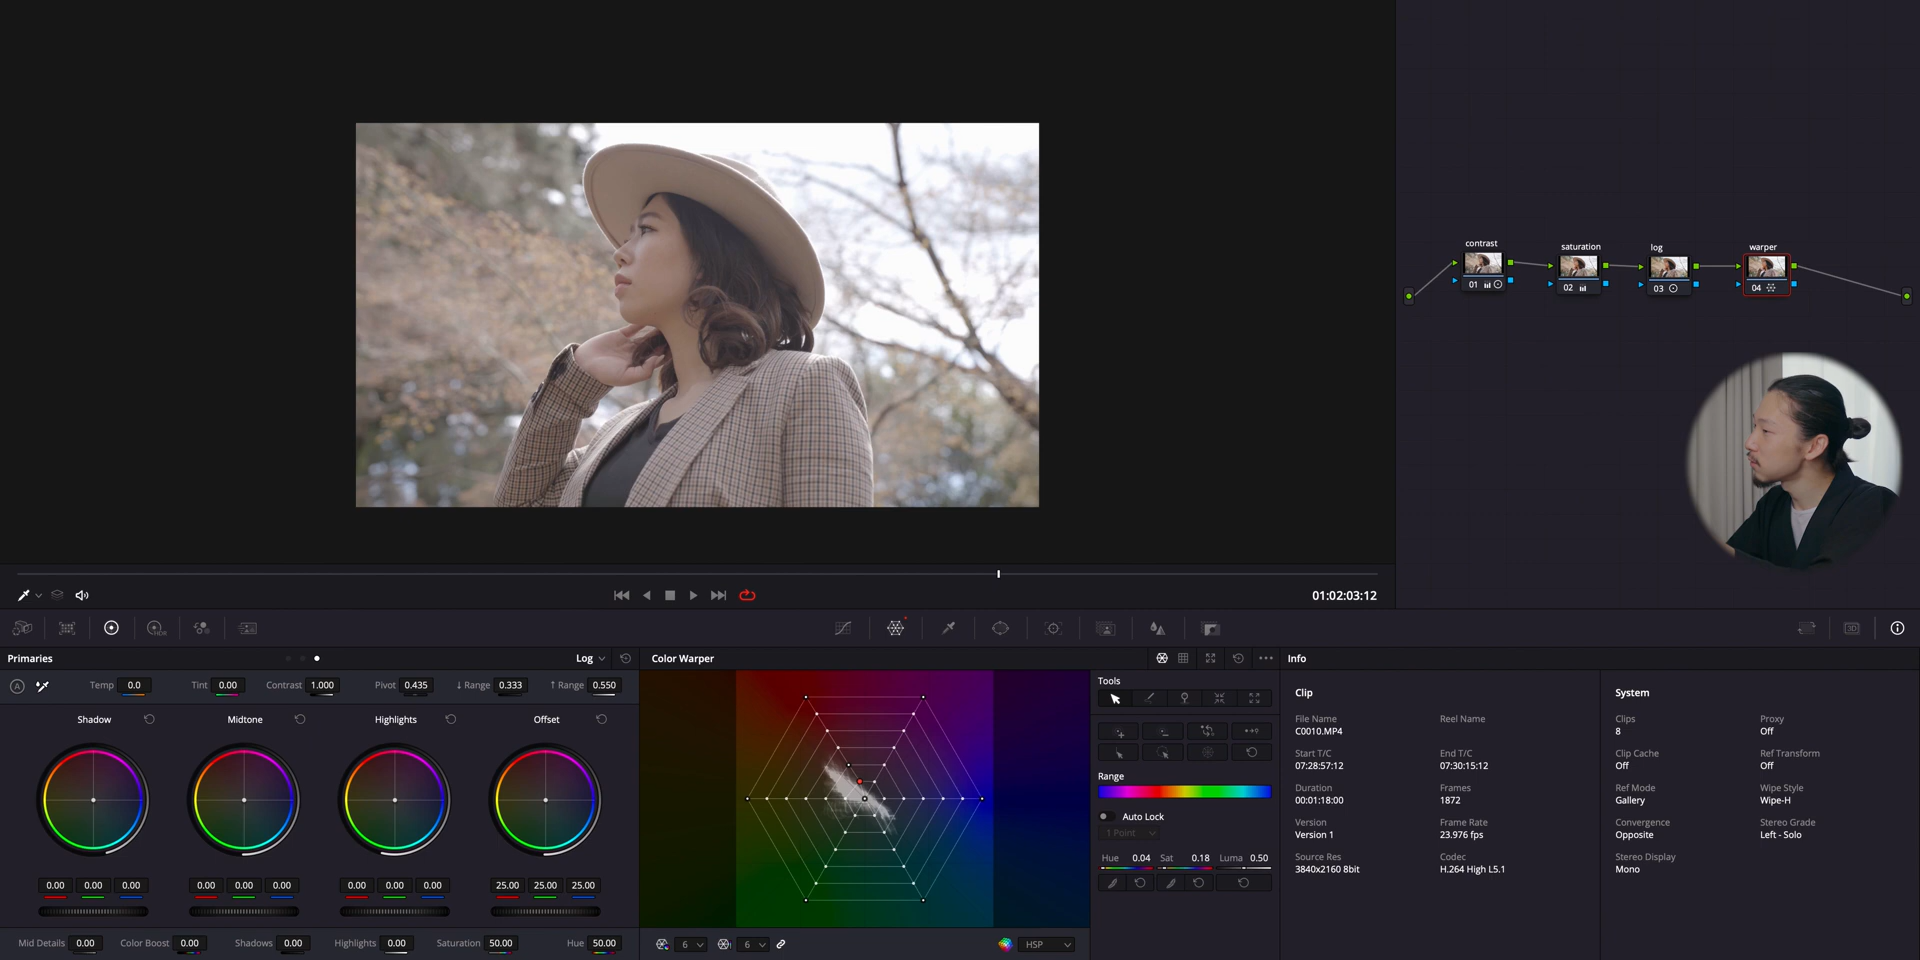 contrast
saturation
log
warper
01
02
03
04
01:02:03:12
HDR
3D
Primaries
Log
Color Warper
Info
A
Temp 0.0
Tint 0.00
Contrast 1.000
Pivot 0.435
↓ Range 0.333
↑ Range 0.550
Shadow
Midtone
Highlights
Offset
0.00 0.00 0.00
0.00 0.00 0.00
0.00 0.00 0.00
25.00 25.00 25.00
Mid Details 0.00
Color Boost 0.00
Shadows 0.00
Highlights 0.00
Saturation 50.00
Hue 50.00
6
6
HSP
Tools
Range
Auto Lock
1 Point
Hue 0.04 Sat 0.18 Luma 0.50
Clip
File Name
C0010.MP4
Reel Name
Start T/C
07:28:57:12
End T/C
07:30:15:12
Duration
00:01:18:00
Frames
1872
Version
Version 1
Frame Rate
23.976 fps
Source Res
3840x2160 8bit
Codec
H.264 High L5.1
System
Clips
8
Proxy
Off
Clip Cache
Off
Ref Transform
Off
Ref Mode
Gallery
Wipe Style
Wipe-H
Convergence
Opposite
Stereo Grade
Left - Solo
Stereo Display
Mono